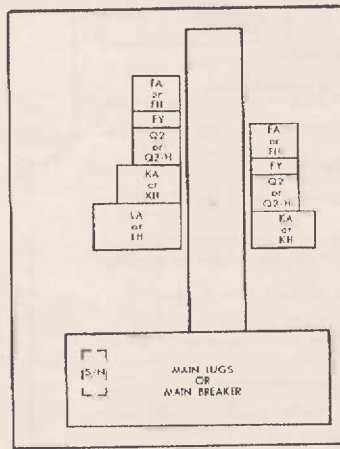 FA
or
FH
FY
Q2
or
Q2-H
KA
or
KH
LA
or
LH
FA
or
FH
FY
Q2
or
Q2-H
KA
or
KH
S/N
MAIN LUGS
OR
MAIN BREAKER